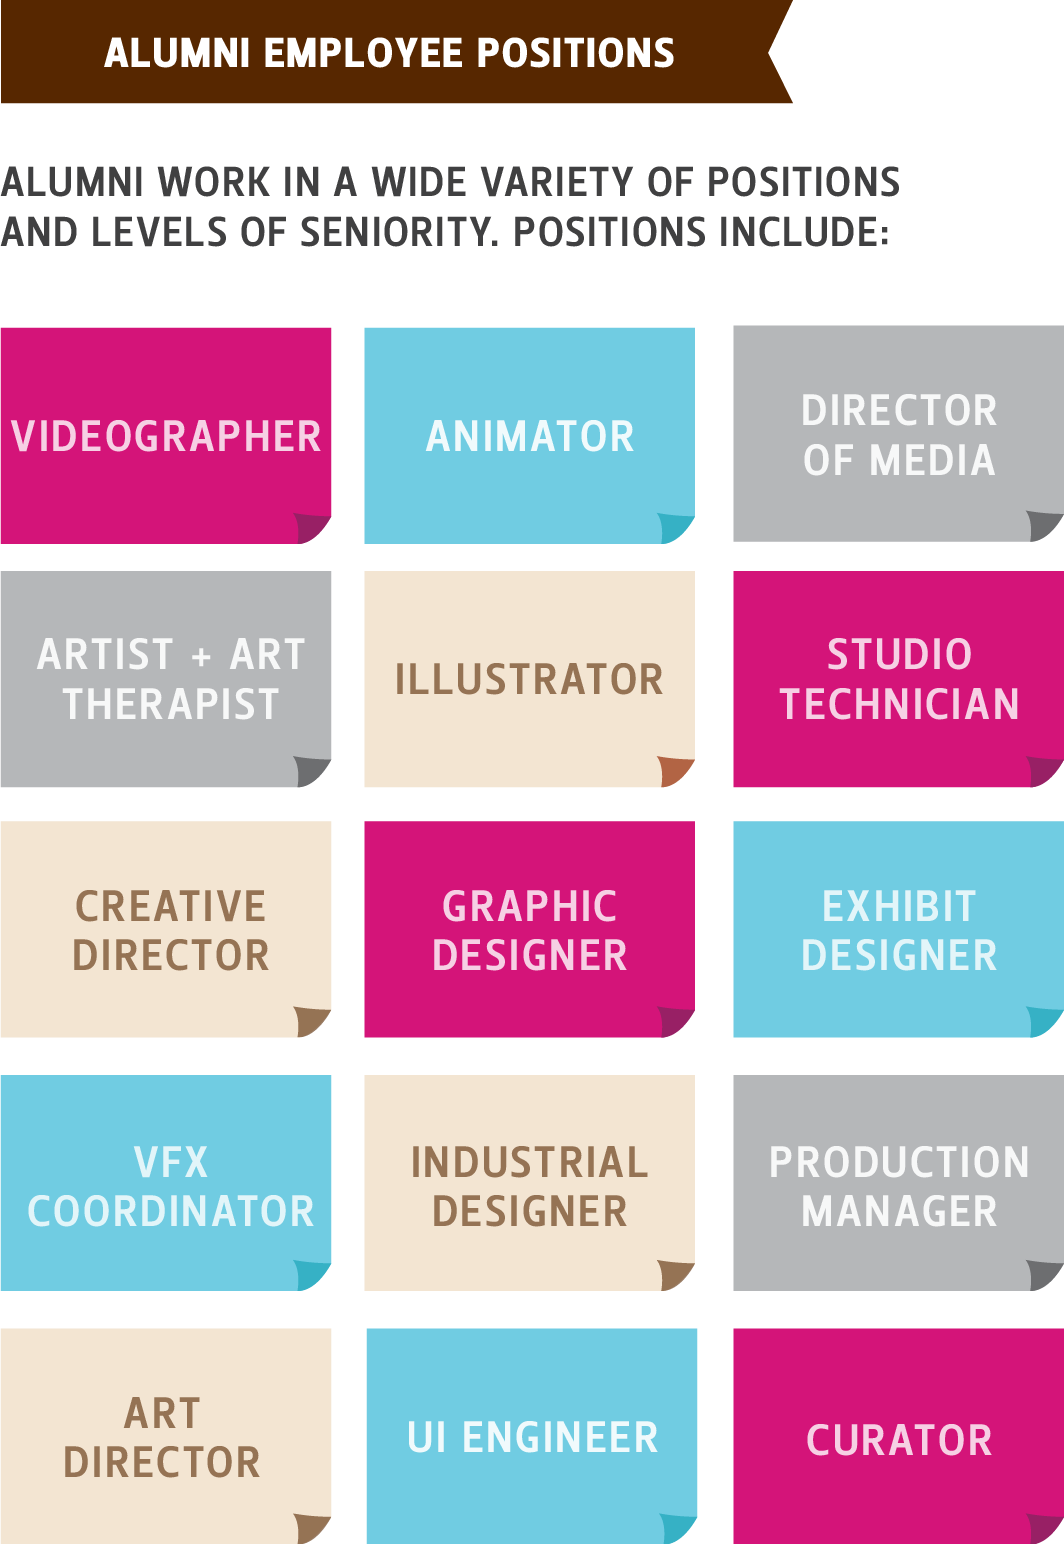 ALUMNI EMPLOYEE POSITIONS
ALUMNI WORK IN A WIDE VARIETY OF POSITIONS
AND LEVELS OF SENIORITY. POSITIONS INCLUDE:
VIDEOGRAPHER
ANIMATOR
DIRECTOR
OF MEDIA
ARTIST + ART
THERAPIST
ILLUSTRATOR
STUDIO
TECHNICIAN
CREATIVE
DIRECTOR
GRAPHIC
DESIGNER
EXHIBIT
DESIGNER
VFX
COORDINATOR
INDUSTRIAL
DESIGNER
PRODUCTION
MANAGER
ART
DIRECTOR
UI ENGINEER
CURATOR